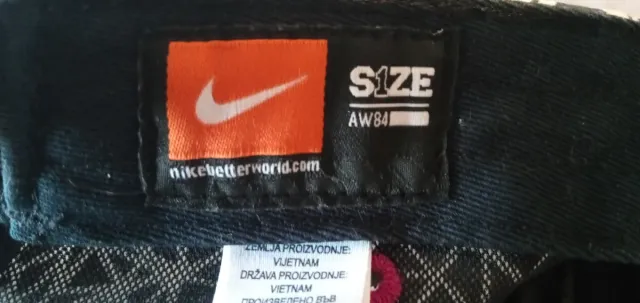 S1ZE
AW84
nikebetterworld.com
ZEMLJA PROIZVODNJE:
VIJETNAM
DRŽAVA PROIZVODNJE:
VIETNAM
ПРОИЗВЕДЕНО ВЪВ